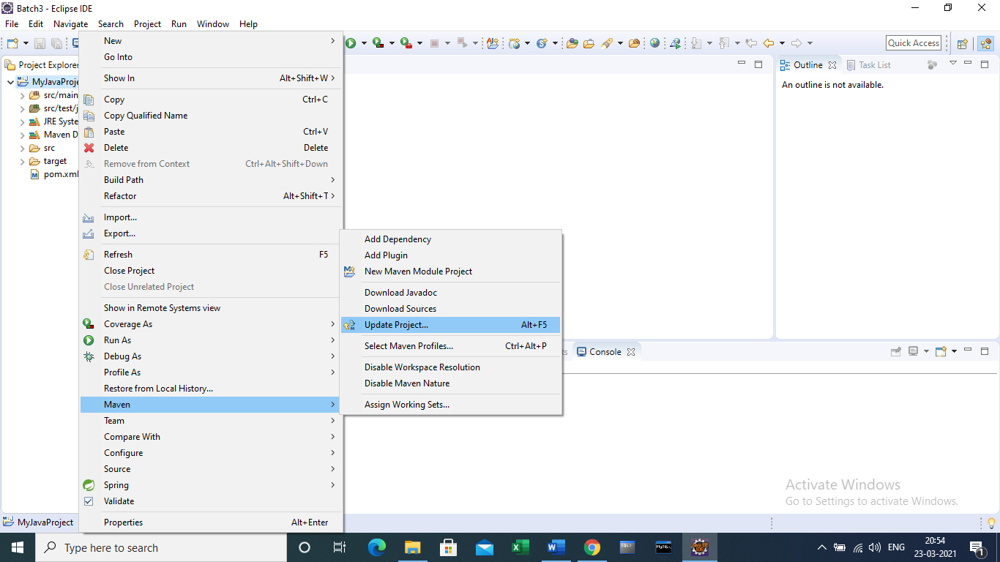 Batch3 - Eclipse IDE
File Edit Navigate Search Project Run Window Help
Quick Access
Project Explorer
MyJavaProje
src/main
src/test/j
JRE Syste
Maven D
src
target
pom.xml
New
Go Into
Show In Alt+Shift+W
Copy Ctrl+C
Copy Qualified Name
Paste Ctrl+V
Delete Delete
Remove from Context Ctrl+Alt+Shift+Down
Build Path
Refactor Alt+Shift+T
Import...
Export...
Refresh F5
Close Project
Close Unrelated Project
Show in Remote Systems view
Coverage As
Run As
Debug As
Profile As
Restore from Local History...
Maven
Team
Compare With
Configure
Source
Spring
Validate
Properties Alt+Enter
Add Dependency
Add Plugin
New Maven Module Project
Download Javadoc
Download Sources
Update Project... Alt+F5
Select Maven Profiles... Ctrl+Alt+P
Disable Workspace Resolution
Disable Maven Nature
Assign Working Sets...
Outline Task List
An outline is not available.
Console
Activate Windows
Go to Settings to activate Windows.
MyJavaProject
Type here to search
ENG
20:54
23-03-2021
1